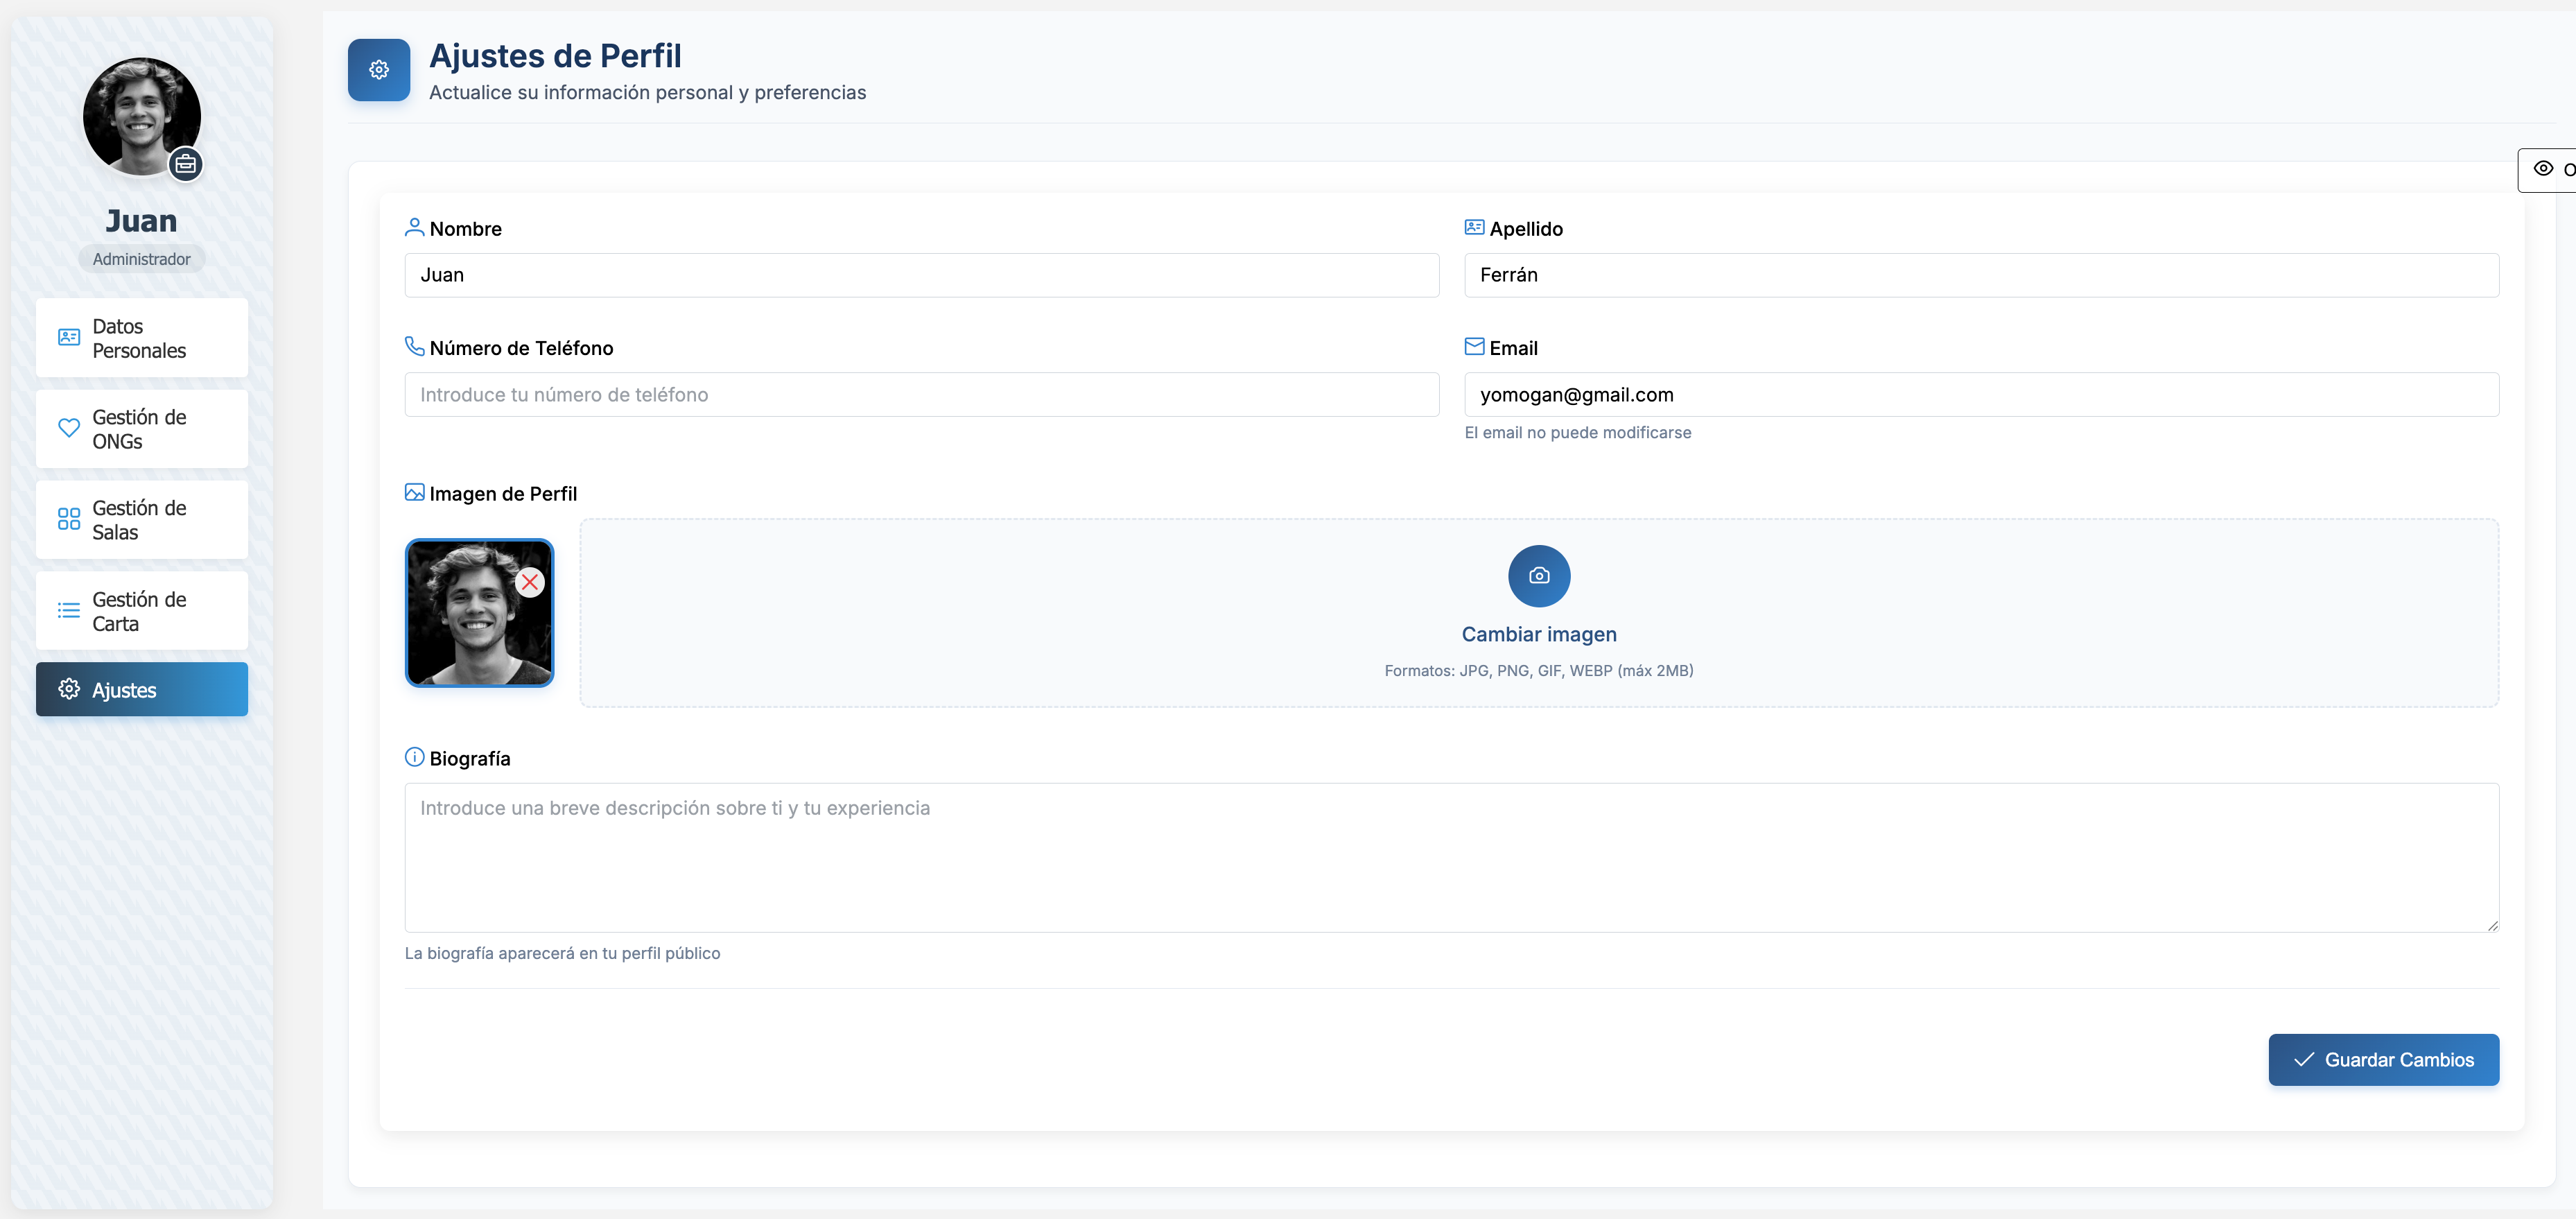 Juan
Administrador
Datos
Personales
Gestión de
ONGs
Gestión de
Salas
Gestión de
Carta
Ajustes
Ajustes de Perfil
Actualice su información personal y preferencias
Nombre
Juan
Apellido
Ferrán
Número de Teléfono
Introduce tu número de teléfono
Email
yomogan@gmail.com
El email no puede modificarse
Imagen de Perfil
Cambiar imagen
Formatos: JPG, PNG, GIF, WEBP (máx 2MB)
Biografía
Introduce una breve descripción sobre ti y tu experiencia
La biografía aparecerá en tu perfil público
Guardar Cambios